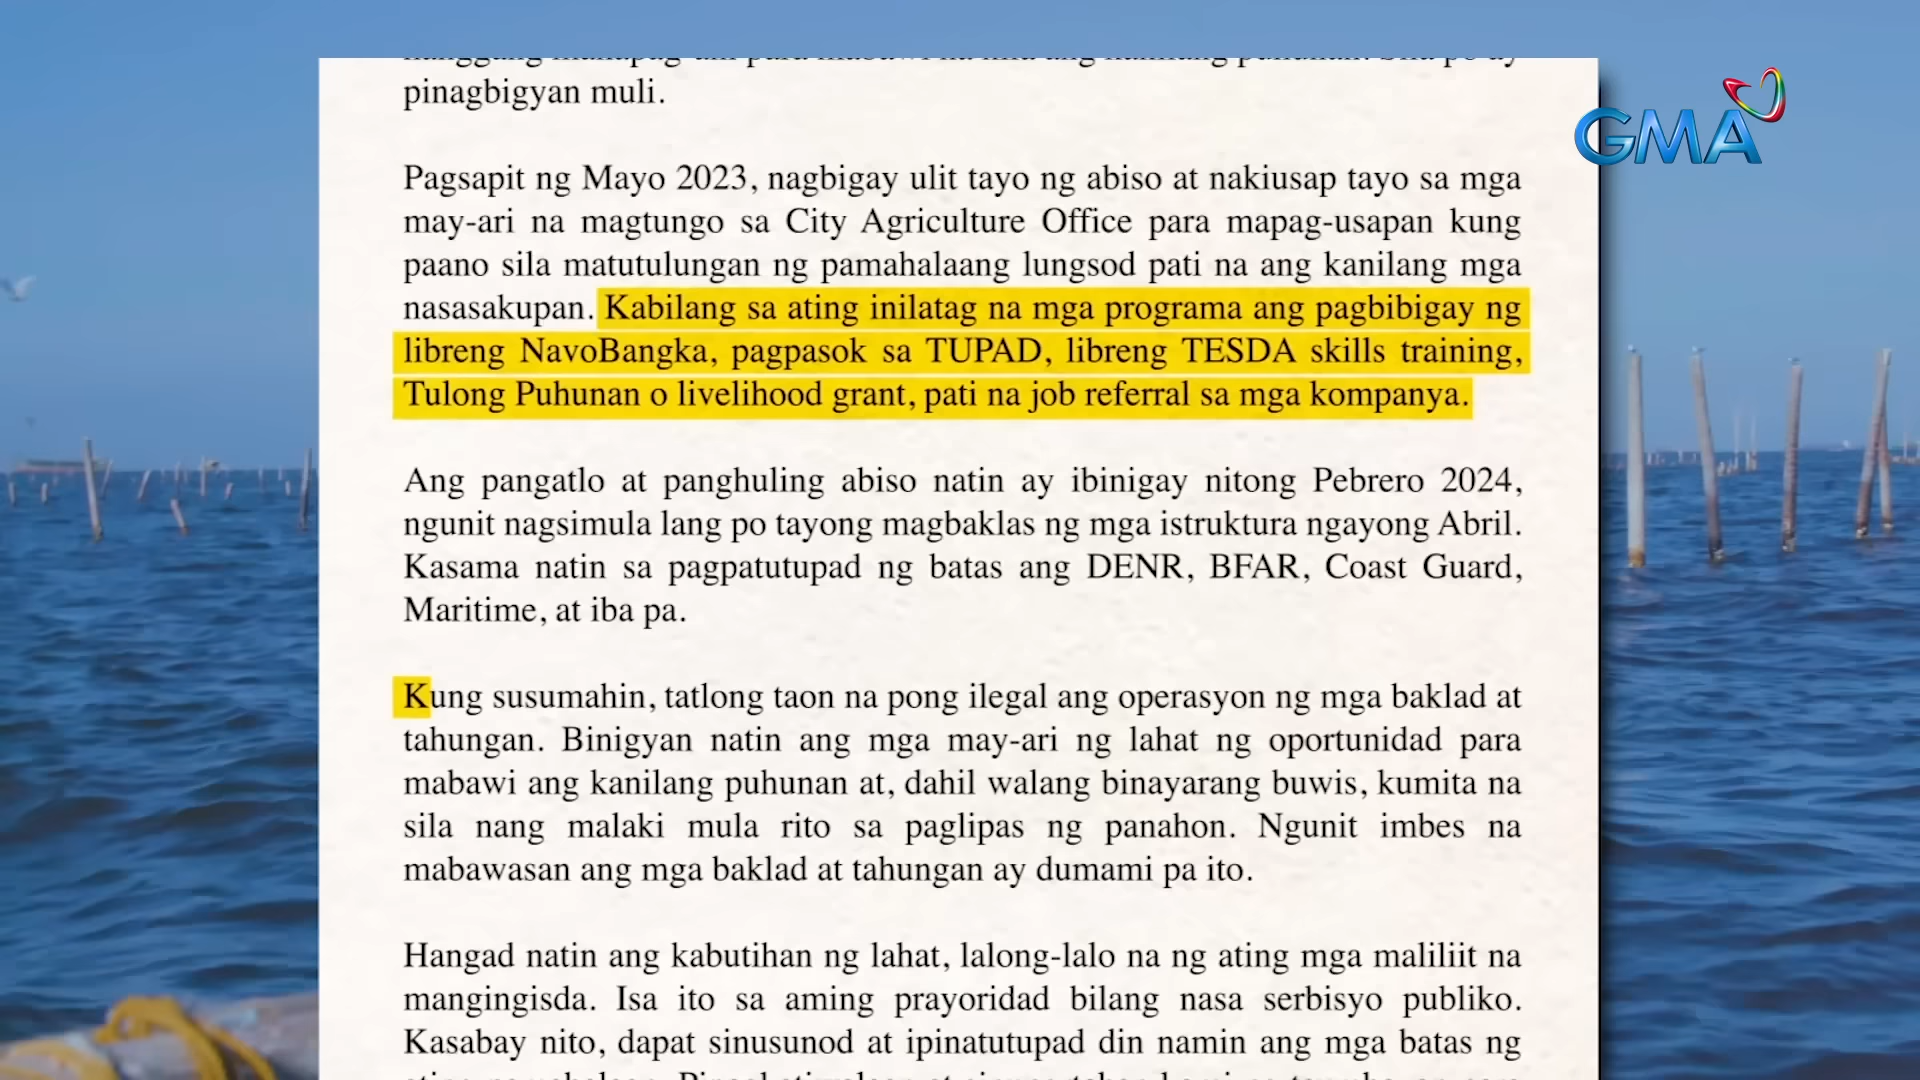 pinagbigyan muli.
GMA
Pagsapit ng Mayo 2023, nagbigay ulit tayo ng abiso at nakiusap tayo sa mga
may-ari na magtungo sa City Agriculture Office para mapag-usapan kung
paano sila matutulungan ng pamahalaang lungsod pati na ang kanilang mga
nasasakupan. Kabilang sa ating inilatag na mga programa ang pagbibigay ng
libreng NavoBangka, pagpasok sa TUPAD, libreng TESDA skills training,
Tulong Puhunan o livelihood grant, pati na job referral sa mga kompanya.
Ang pangatlo at panghuling abiso natin ay ibinigay nitong Pebrero 2024,
ngunit nagsimula lang po tayong magbaklas ng mga istruktura ngayong Abril.
Kasama natin sa pagpatutupad ng batas ang DENR, BFAR, Coast Guard,
Maritime, at iba pa.
Kung susumahin, tatlong taon na pong ilegal ang operasyon ng mga baklad at
tahungan. Binigyan natin ang mga may-ari ng lahat ng oportunidad para
mabawi ang kanilang puhunan at, dahil walang binayarang buwis, kumita na
sila nang malaki mula rito sa paglipas ng panahon. Ngunit imbes na
mabawasan ang mga baklad at tahungan ay dumami pa ito.
Hangad natin ang kabutihan ng lahat, lalong-lalo na ng ating mga maliliit na
mangingisda. Isa ito sa aming prayoridad bilang nasa serbisyo publiko.
Kasabay nito, dapat sinusunod at ipinatutupad din namin ang mga batas ng